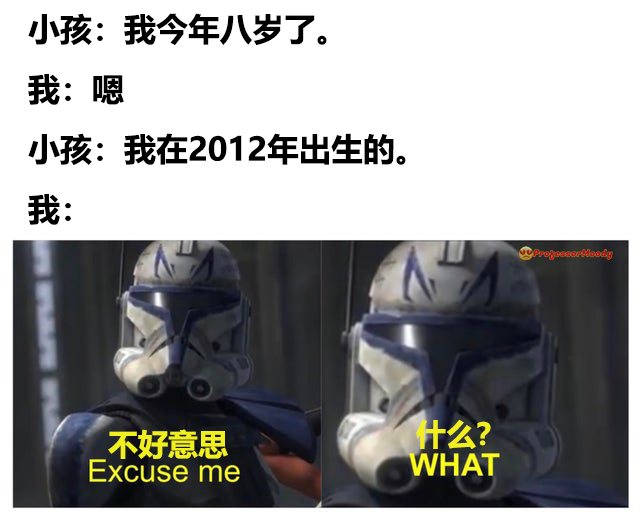 小孩：我今年八岁了。
我：嗯
小孩：我在2012年出生的。
我：
ProfessorMoody
不好意思
Excuse me
什么?
WHAT